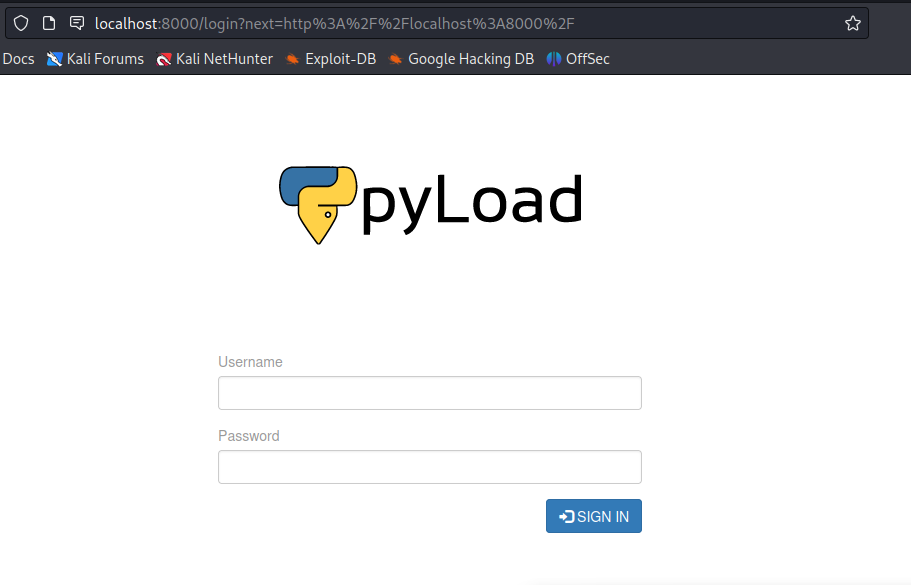 localhost:8000/login?next=http%3A%2F%2Flocalhost%3A8000%2F
Docs Kali Forums Kali NetHunter Exploit-DB Google Hacking DB OffSec
pyLoad
Username
Password
SIGN IN